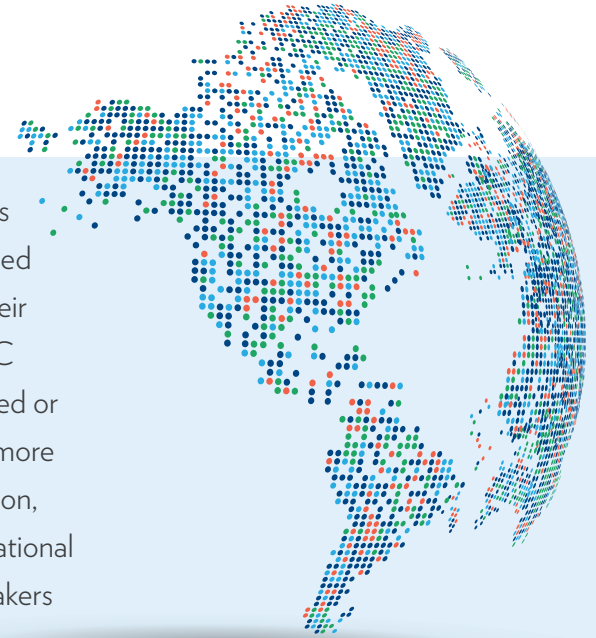 s
ed
eir
C
ed or
more
on,
ational
akers